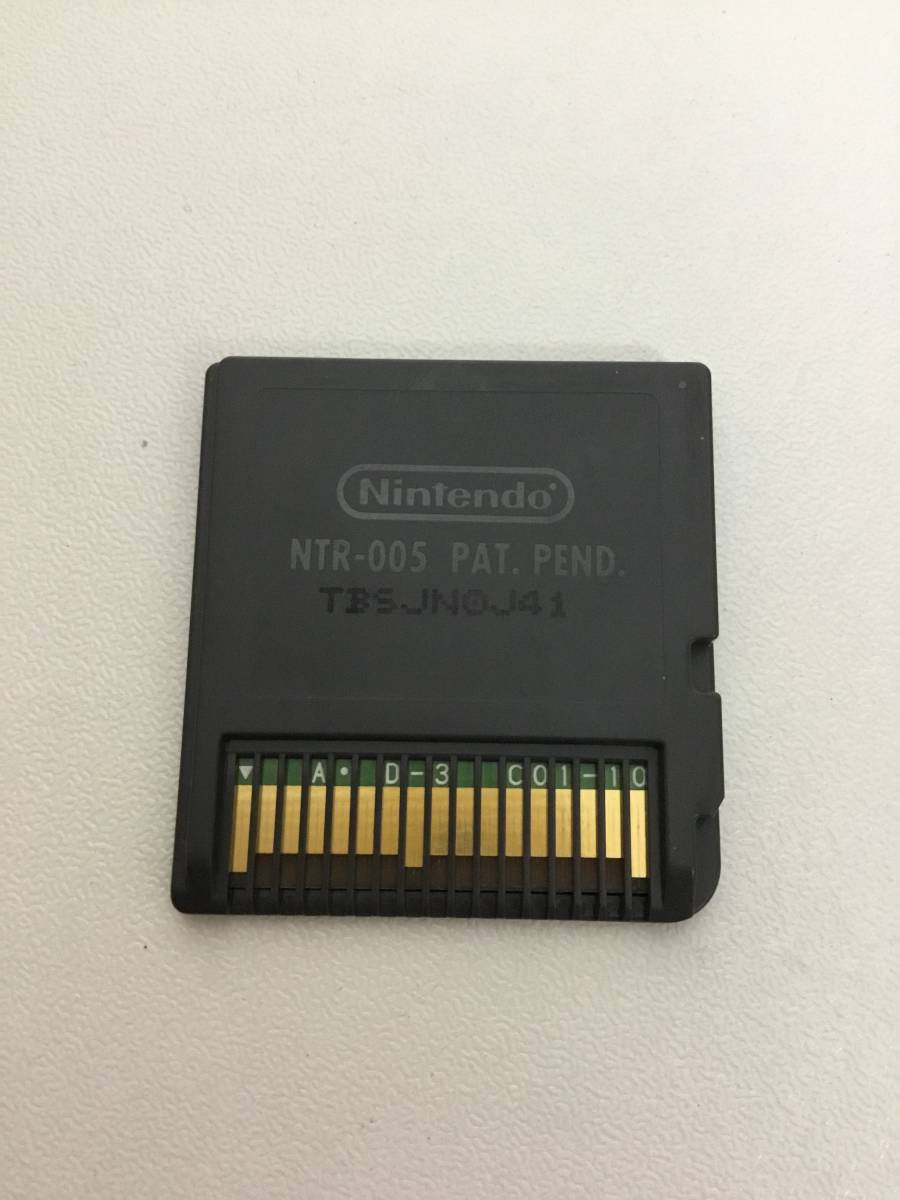 Nintendo
NTR-005 PAT. PEND.
TBSJN0J41
▼ A• D-3 C01-10